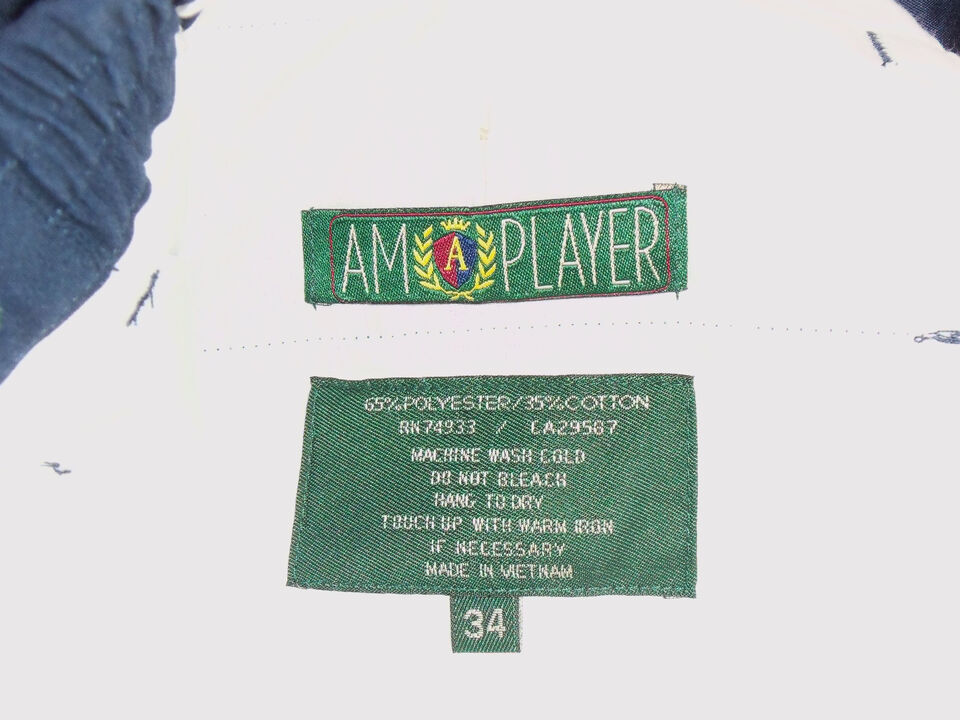 AM A PLAYER
65%POLYESTER/35%COTTON
RN74933 / CA29587
MACHINE WASH COLD
DO NOT BLEACH
HANG TO DRY
TOUCH UP WITH WARM IRON
IF NECESSARY
MADE IN VIETNAM
34